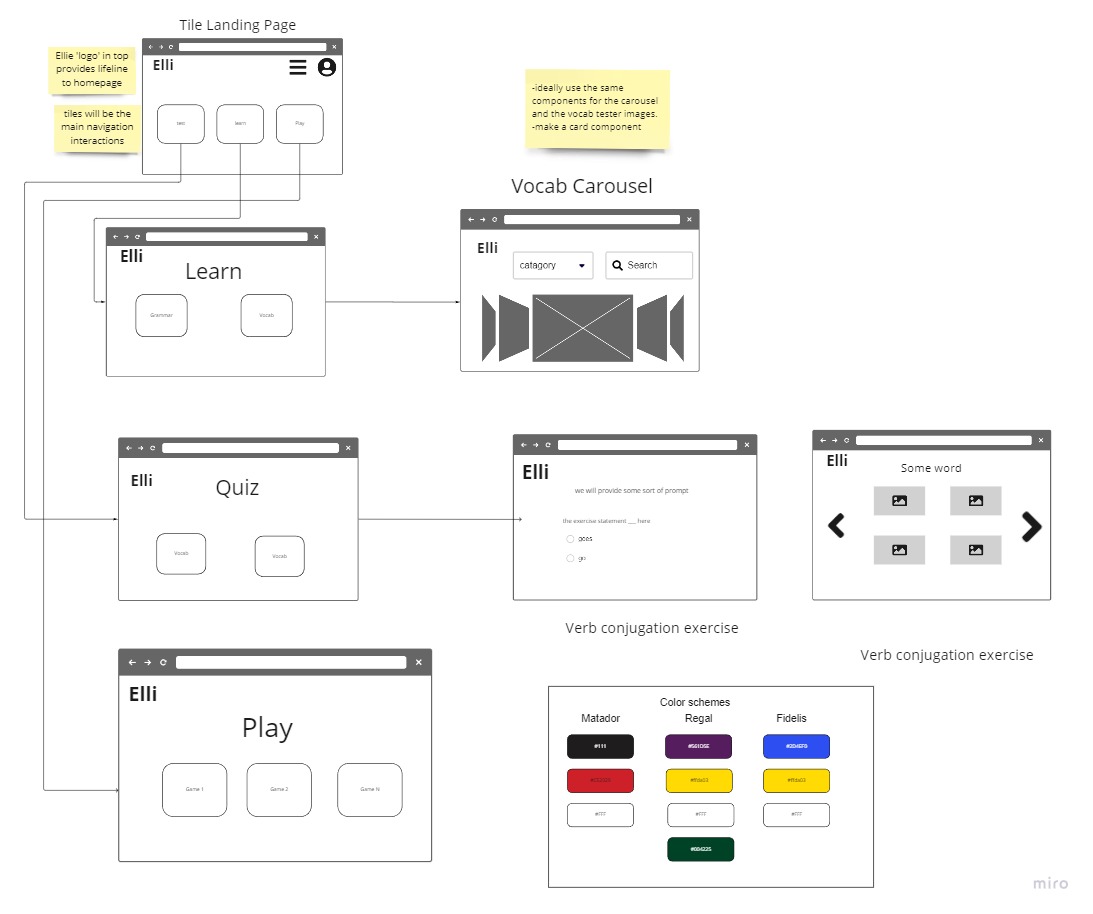 Tile Landing Page
Ellie 'logo' in top
provides lifeline
to homepage
tiles will be the
main navigation
interactions
Elli
test
learn
Play
-ideally use the same
components for the carousel
and the vocab tester images.
-make a card component
Vocab Carousel
Elli
catagory
Search
Elli
Learn
Grammar
Vocab
Elli
Quiz
Vocab
Vocab
Elli
we will provide some sort of prompt
the exercise statement ___ here
goes
go
Verb conjugation exercise
Elli
Some word
Verb conjugation exercise
Elli
Play
Game 1
Game 2
Game N
Color schemes
Matador
Regal
Fidelis
#111
#561D5E
#ffda03
#ffda03
#FFF
#FFF
#FFF
#004225
miro